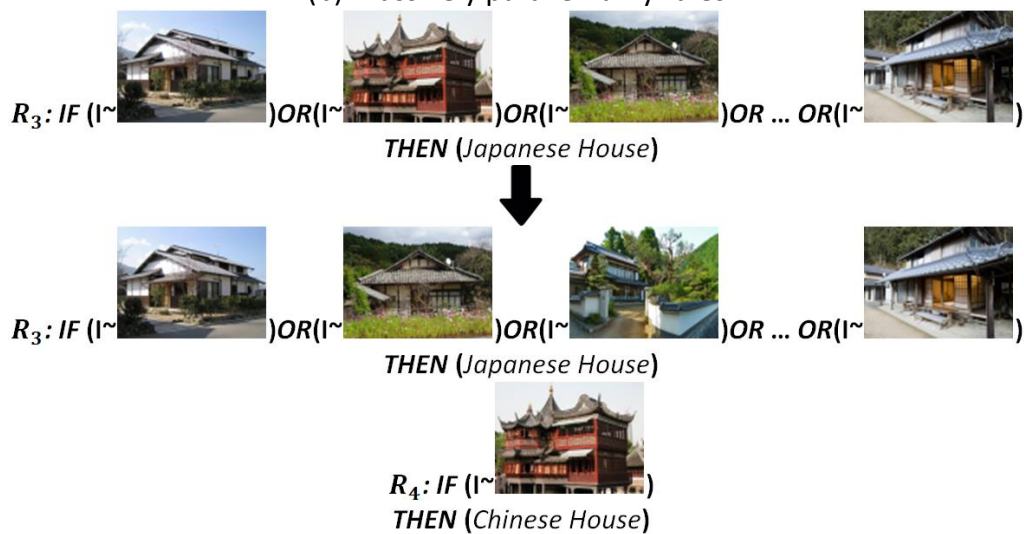 R₃: IF (I~ )OR(I~ )OR(I~ )OR ... OR(I~ )
THEN (Japanese House)
R₃: IF (I~ )OR(I~ )OR(I~ )OR ... OR(I~ )
THEN (Japanese House)
R₄: IF (I~ )
THEN (Chinese House)